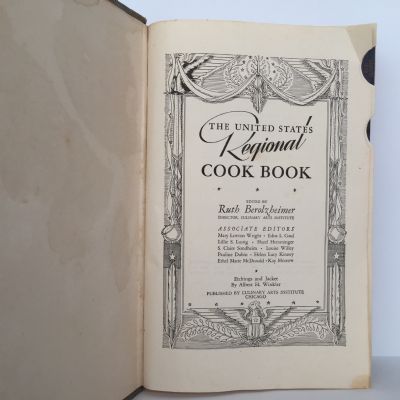 THE UNITED STATES
Regional
COOK BOOK
EDITED BY
Ruth Berolzheimer
DIRECTOR, CULINARY ARTS INSTITUTE
ASSOCIATE EDITORS
Mary Lawton Wright • Edna L. Gaul
Lillie S. Lustig • Hazel Hemminger
S. Claire Sondheim • Louise Willey
Pauline Dubin • Helen Lucy Kinney
Ethel Marie McDonald • Kay Morrow
Etchings and Jacket
By Albert H. Winkler
PUBLISHED BY CULINARY ARTS INSTITUTE
CHICAGO